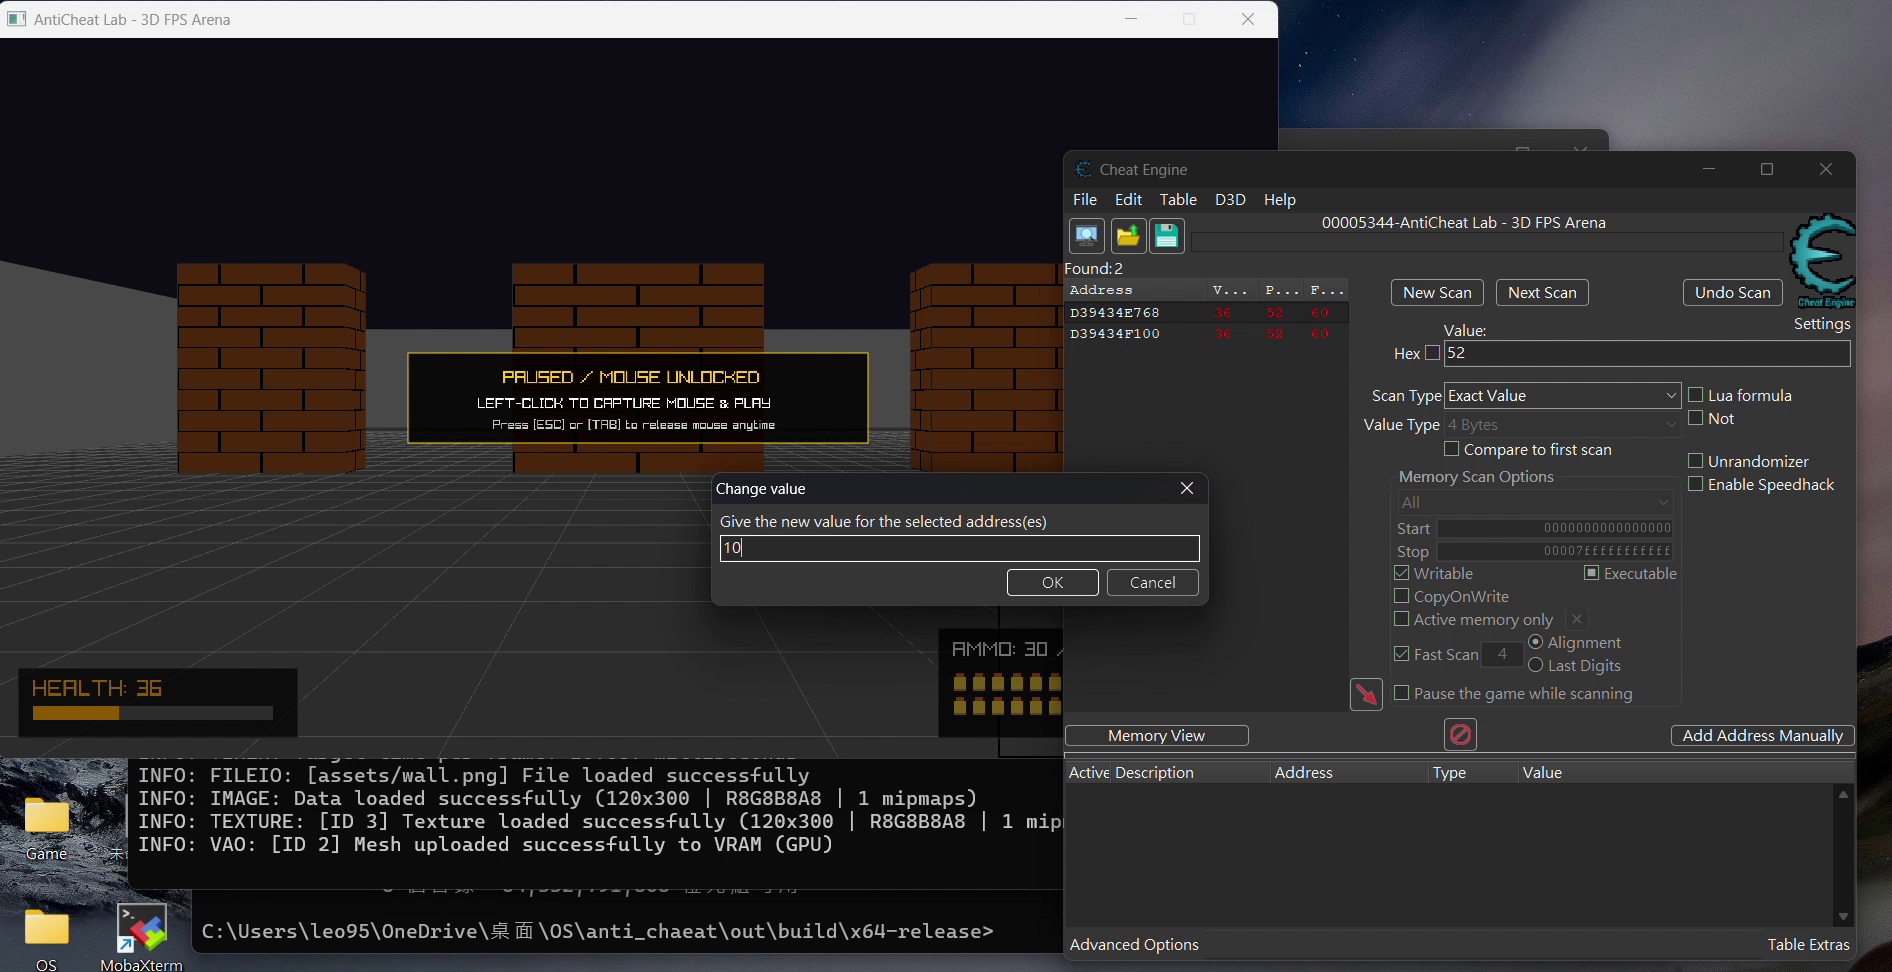 AntiCheat Lab - 3D FPS Arena
PAUSED / MOUSE UNLOCKED
LEFT-CLICK TO CAPTURE MOUSE & PLAY
Press [ESC] or [TAB] to release mouse anytime
HEALTH: 36
AMMO: 30 /
Change value
Give the new value for the selected address(es)
10
OK
Cancel
Cheat Engine
File Edit Table D3D Help
00005344-AntiCheat Lab - 3D FPS Arena
Found:2
Address V... P... F...
D39434E768 36 52 60
D39434F100 36 52 60
New Scan Next Scan Undo Scan
Cheat Engine
Settings
Value:
Hex 52
Scan Type Exact Value
Lua formula
Value Type 4 Bytes
Not
Compare to first scan
Unrandomizer
Enable Speedhack
Memory Scan Options
All
Start 0000000000000000
Stop 00007fffffffffff
Writable Executable
CopyOnWrite
Active memory only
Fast Scan 4 Alignment
Last Digits
Pause the game while scanning
Memory View
Add Address Manually
Active Description Address Type Value
Advanced Options
Table Extras
INFO: FILEIO: [assets/wall.png] File loaded successfully
INFO: IMAGE: Data loaded successfully (120x300 | R8G8B8A8 | 1 mipmaps)
INFO: TEXTURE: [ID 3] Texture loaded successfully (120x300 | R8G8B8A8 | 1 mip
INFO: VAO: [ID 2] Mesh uploaded successfully to VRAM (GPU)
C:\Users\leo95\OneDrive\桌面\OS\anti_chaeat\out\build\x64-release>
Game
OS
MobaXterm